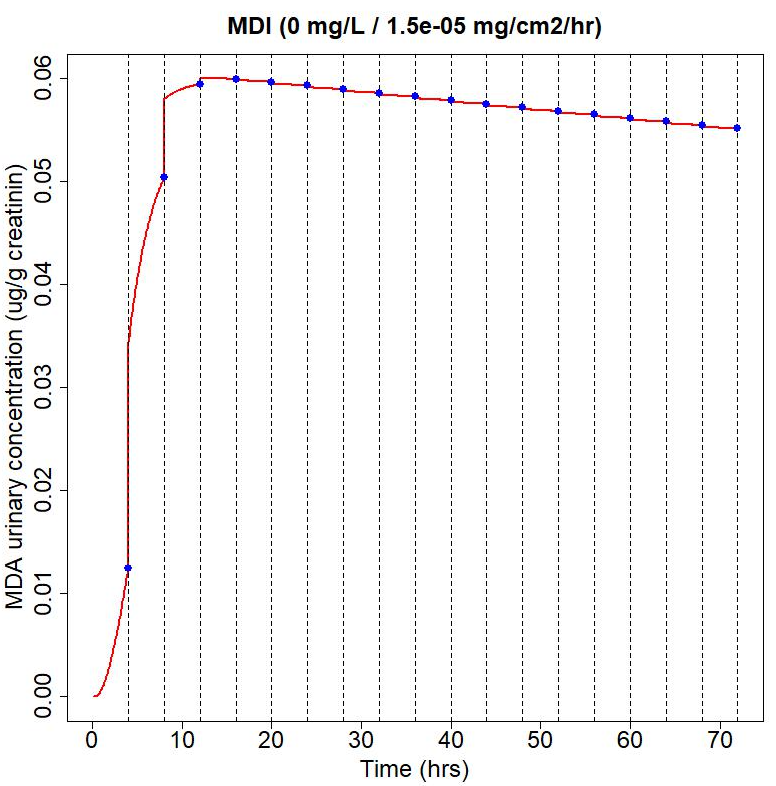 MDI (0 mg/L / 1.5e-05 mg/cm2/hr)
MDA urinary concentration (ug/g creatinin)
0.06
0.05
0.04
0.03
0.02
0.01
0.00
0 10 20 30 40 50 60 70
Time (hrs)